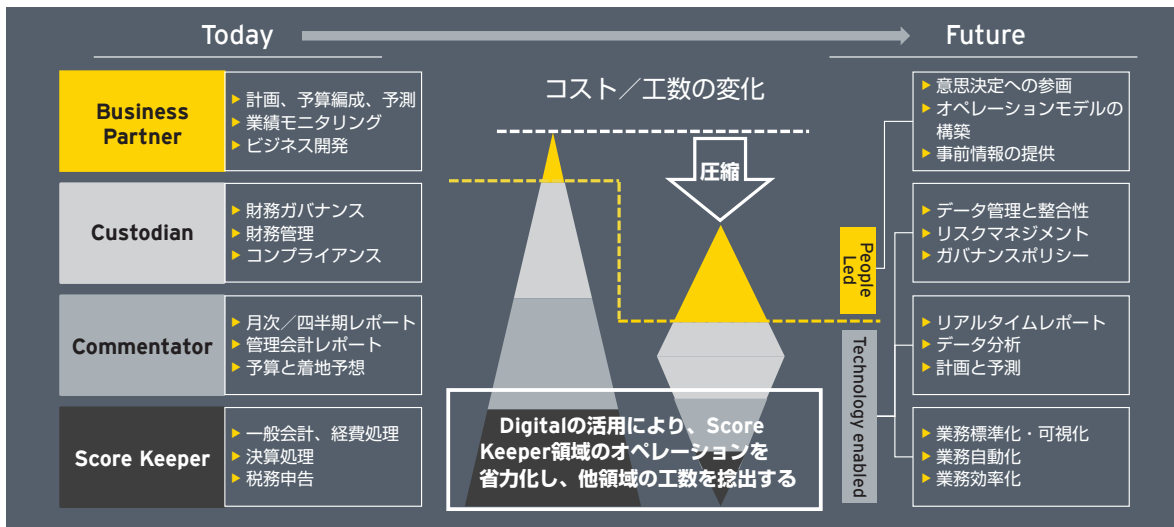 Today
Future
Business
Partner
▶ 計画、予算編成、予測
▶ 業績モニタリング
▶ ビジネス開発
Custodian
▶ 財務ガバナンス
▶ 財務管理
▶ コンプライアンス
Commentator
▶ 月次／四半期レポート
▶ 管理会計レポート
▶ 予算と着地予想
Score Keeper
▶ 一般会計、経費処理
▶ 決算処理
▶ 税務申告
コスト／工数の変化
圧縮
Digitalの活用により、Score
Keeper領域のオペレーションを
省力化し、他領域の工数を捻出する
People
Led
Technology enabled
▶ 意思決定への参画
▶ オペレーションモデルの
構築
▶ 事前情報の提供
▶ データ管理と整合性
▶ リスクマネジメント
▶ ガバナンスポリシー
▶ リアルタイムレポート
▶ データ分析
▶ 計画と予測
▶ 業務標準化・可視化
▶ 業務自動化
▶ 業務効率化